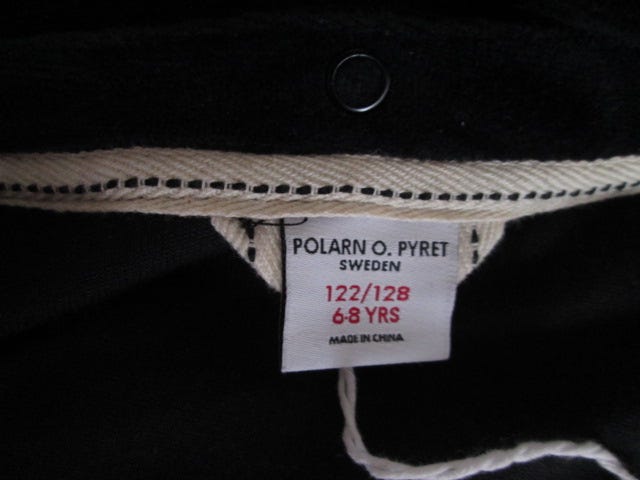 POLARN O. PYRET
SWEDEN
122/128
6-8 YRS
MADE IN CHINA